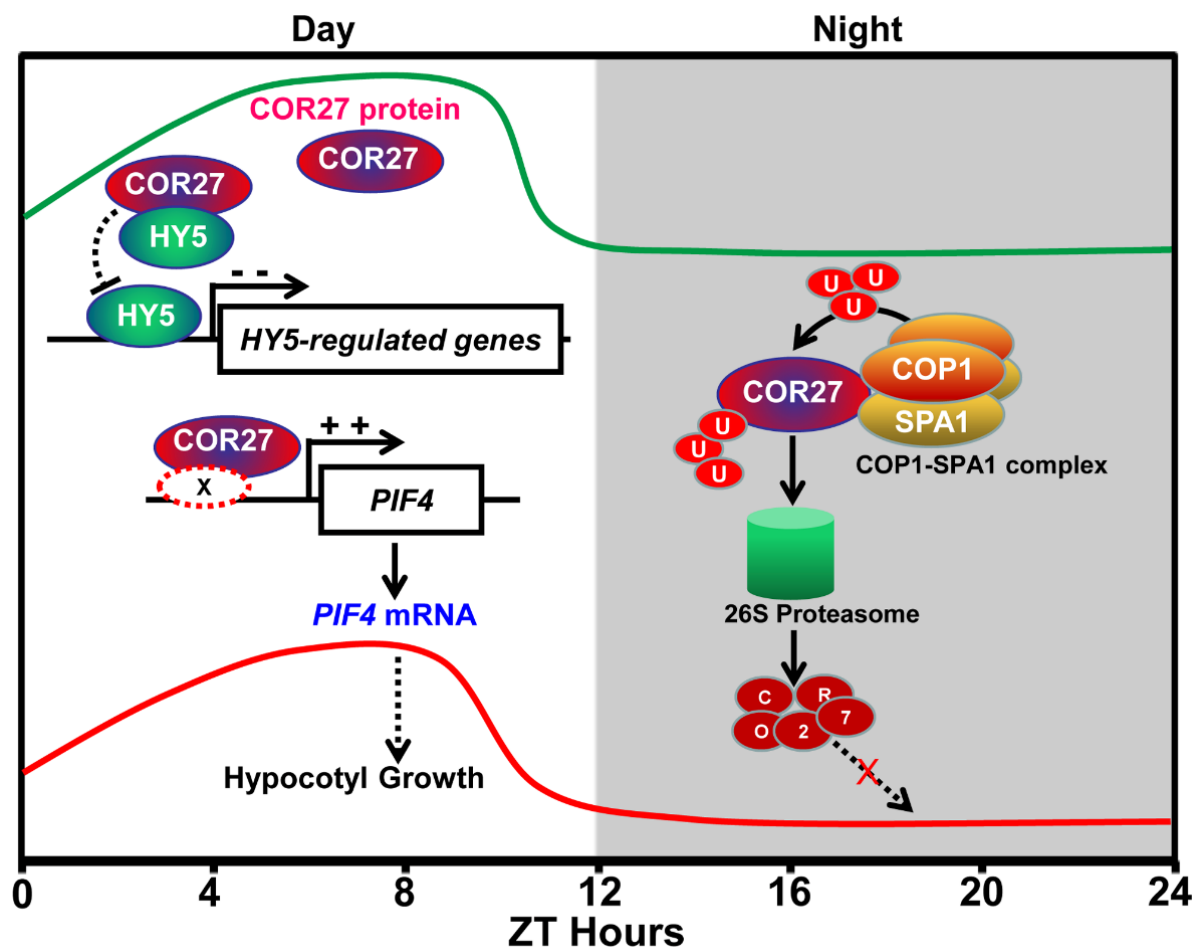 Day
Night
COR27 protein
COR27
COR27
HY5
HY5
- -
HY5-regulated genes
U
U
U
COR27
COP1
SPA1
COP1-SPA1 complex
U
U
U
COR27
X
+ +
PIF4
PIF4 mRNA
26S Proteasome
C
R
O
2
7
X
Hypocotyl Growth
0
4
8
12
16
20
24
ZT Hours